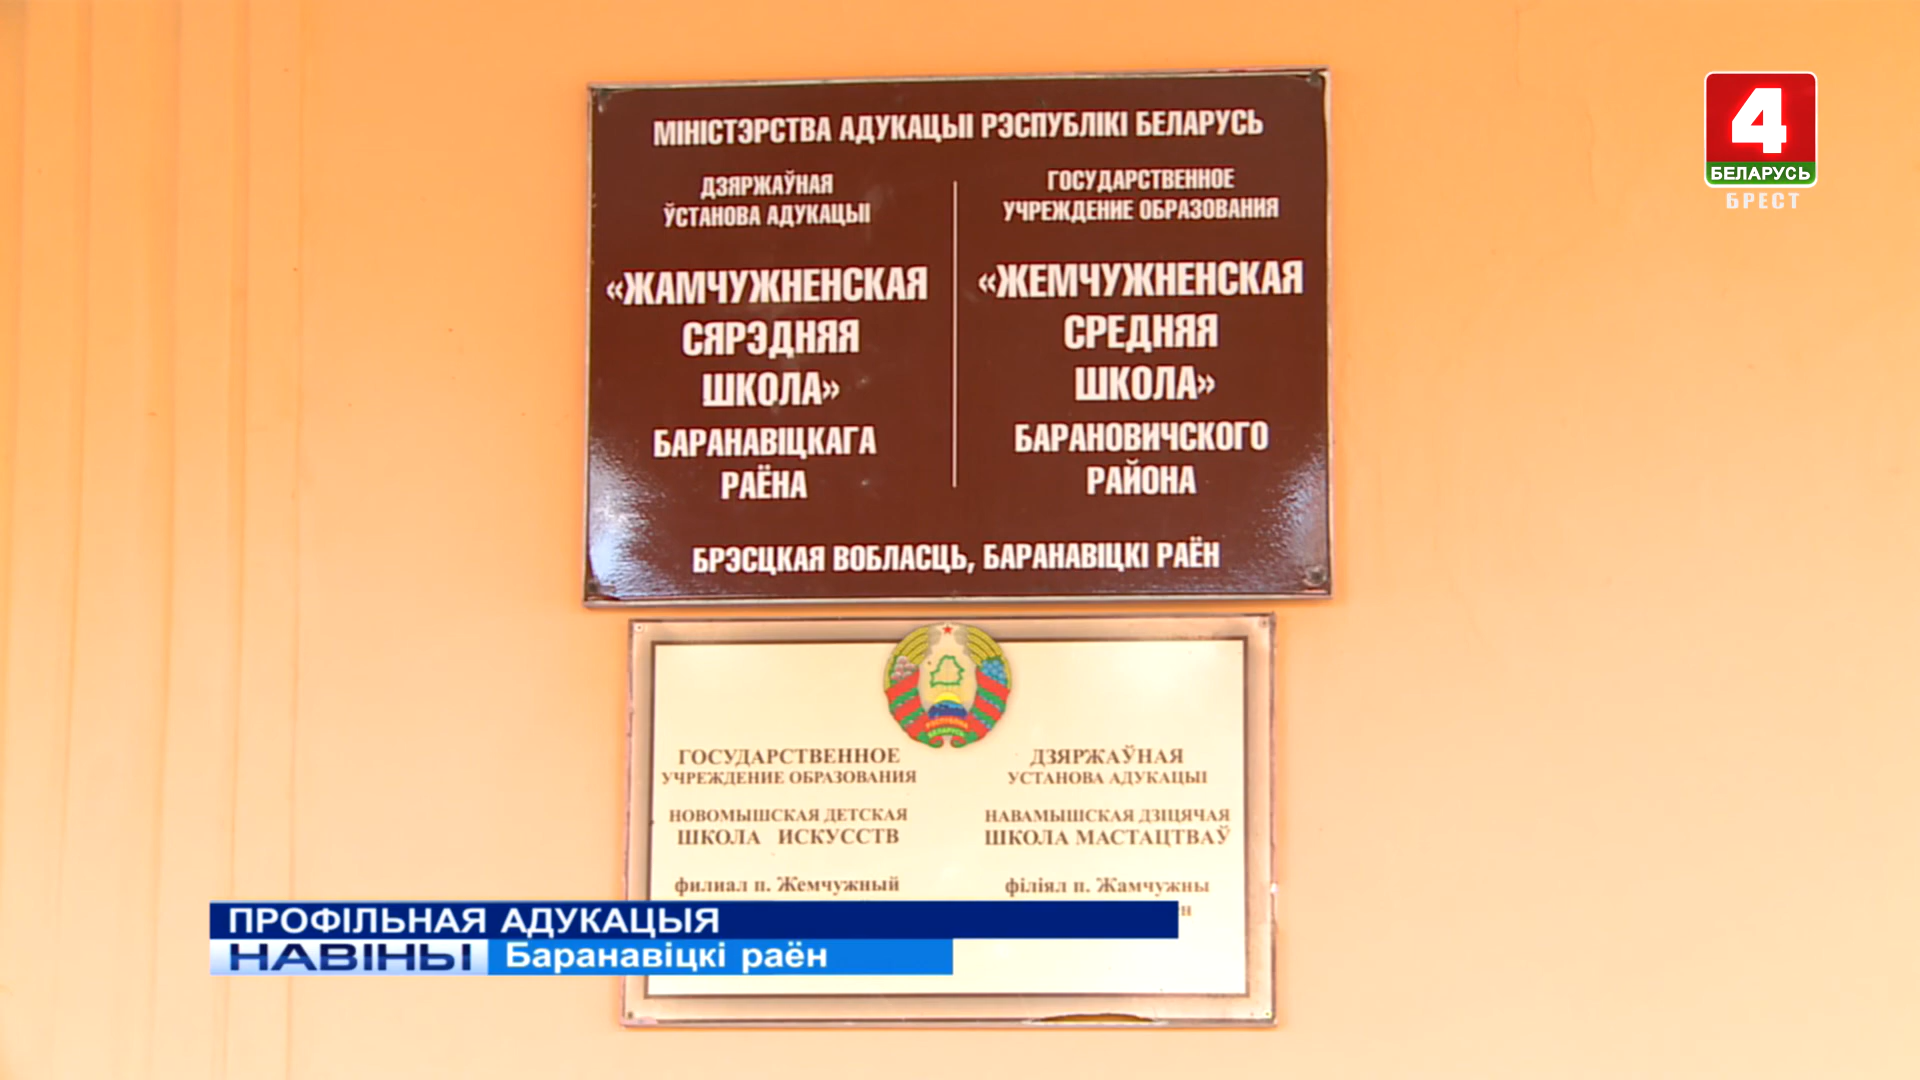 МІНІСТЭРСТВА АДУКАЦЫІ РЭСПУБЛІКІ БЕЛАРУСЬ
ДЗЯРЖАЎНАЯ
ЎСТАНОВА АДУКАЦЫІ
«ЖАМЧУЖНЕНСКАЯ
СЯРЭДНЯЯ
ШКОЛА»
БАРАНАВІЦКАГА
РАЁНА
ГОСУДАРСТВЕННОЕ
УЧРЕЖДЕНИЕ ОБРАЗОВАНИЯ
«ЖЕМЧУЖНЕНСКАЯ
СРЕДНЯЯ
ШКОЛА»
БАРАНОВИЧСКОГО
РАЙОНА
БРЭСЦКАЯ ВОБЛАСЦЬ, БАРАНАВІЦКІ РАЁН
4
БЕЛАРУСЬ
БРЕСТ
РЭСПУБЛІКА
БЕЛАРУСЬ
ГОСУДАРСТВЕННОЕ
УЧРЕЖДЕНИЕ ОБРАЗОВАНИЯ
НОВОМЫШСКАЯ ДЕТСКАЯ
ШКОЛА ИСКУССТВ
филиал п. Жемчужный
ДЗЯРЖАЎНАЯ
УСТАНОВА АДУКАЦЫІ
НАВАМЫШСКАЯ ДЗІЦЯЧАЯ
ШКОЛА МАСТАЦТВАЎ
філіял п. Жамчужны
ПРОФІЛЬНАЯ АДУКАЦЫЯ
НАВІНЫ Баранавіцкі раён